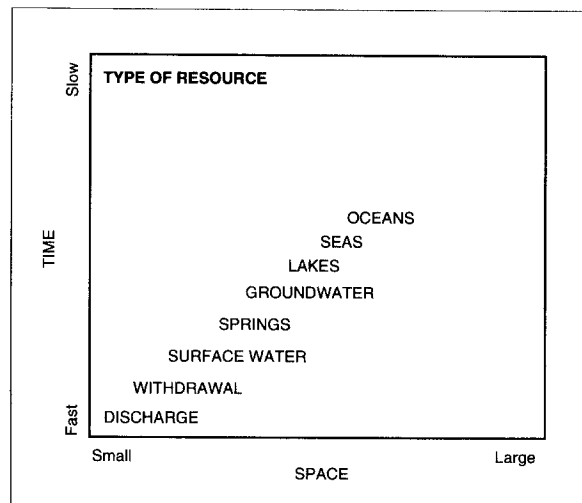 Slow
TYPE OF RESOURCE
OCEANS
SEAS
TIME
LAKES
GROUNDWATER
SPRINGS
SURFACE WATER
WITHDRAWAL
Fast
DISCHARGE
Small
Large
SPACE